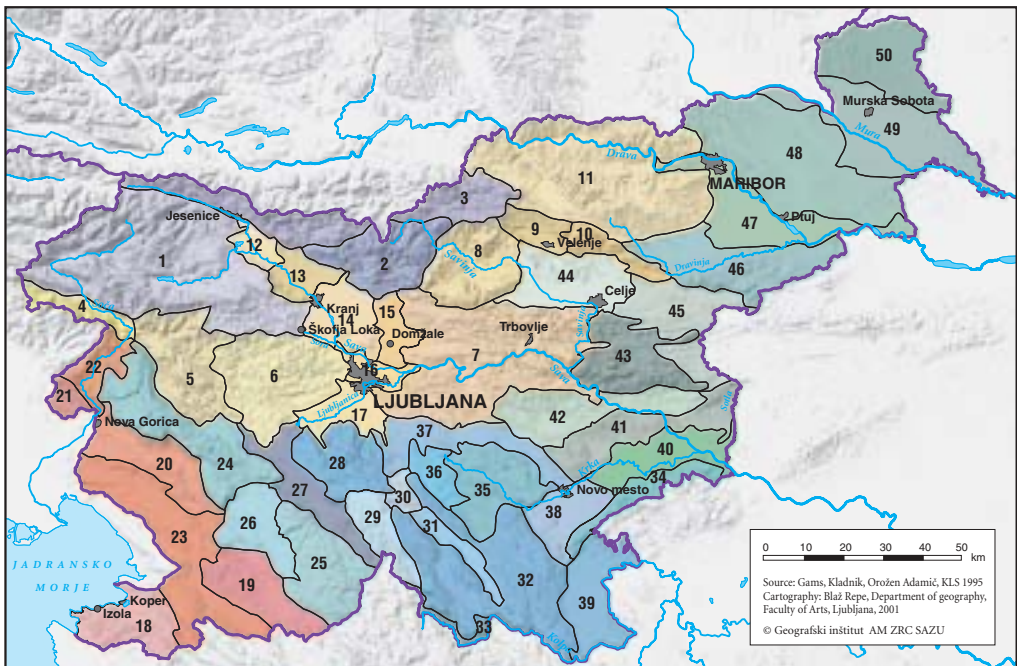 50
Murska Sobota
49
Mura
48
Drava
11
MARIBOR
3
Jesenice
47
Ptuj
9
10
Velenje
12
8
1
2
Savinja
Dravinja
46
13
44
4
Soča
Kranj
14
15
Celje
45
Škofja Loka
Domžale
Trbovlje
Savinja
Sora
Sava
22
5
6
7
43
16
21
Sava
LJUBLJANA
Ljubljanica
17
Sotla
42
Nova Gorica
37
41
40
20
24
28
36
Krka
34
27
35
Novo mesto
30
38
23
26
29
31
25
32
19
JADRANSKO
MORJE
39
Koper
Izola
18
33
Kolpa
0 10 20 30 40 50
km
Source: Gams, Kladnik, Orožen Adamič, KLS 1995
Cartography: Blaž Repe, Department of geography,
Faculty of Arts, Ljubljana, 2001
© Geografski inštitut AM ZRC SAZU